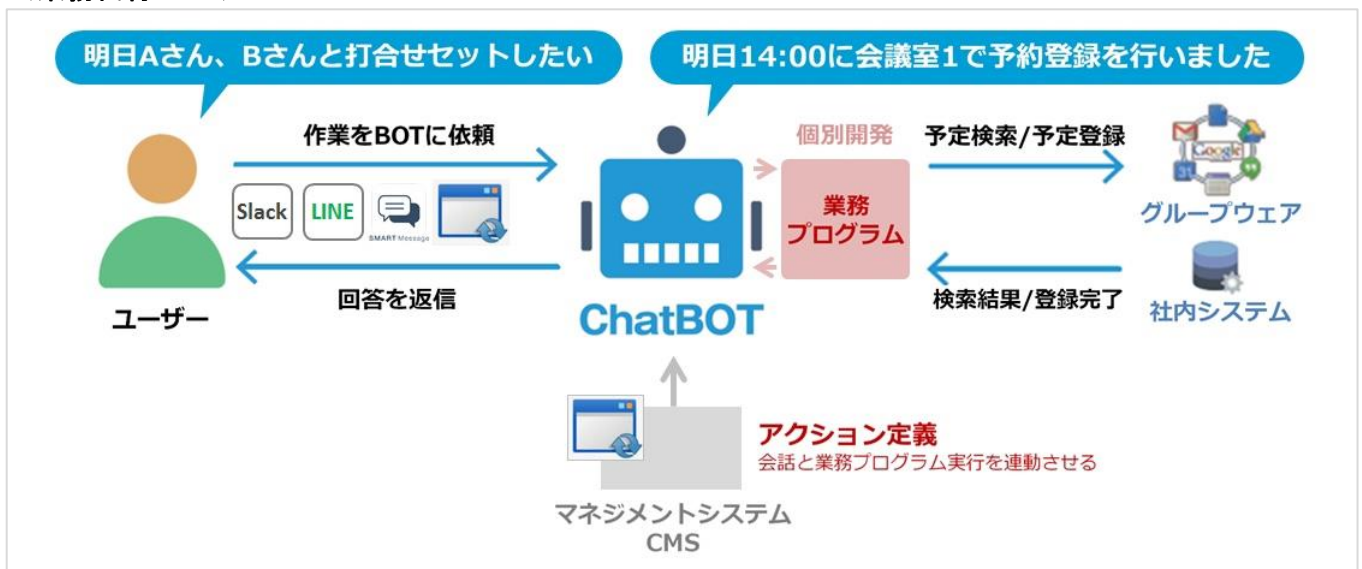 明日Aさん、Bさんと打合せセットしたい
明日14:00に会議室1で予約登録を行いました
作業をBOTに依頼
Slack
LINE
SMART Message
回答を返信
ユーザー
ChatBOT
個別開発
業務
プログラム
予定検索/予定登録
Google
31
グループウェア
検索結果/登録完了
社内システム
アクション定義
会話と業務プログラム実行を連動させる
マネジメントシステム
CMS